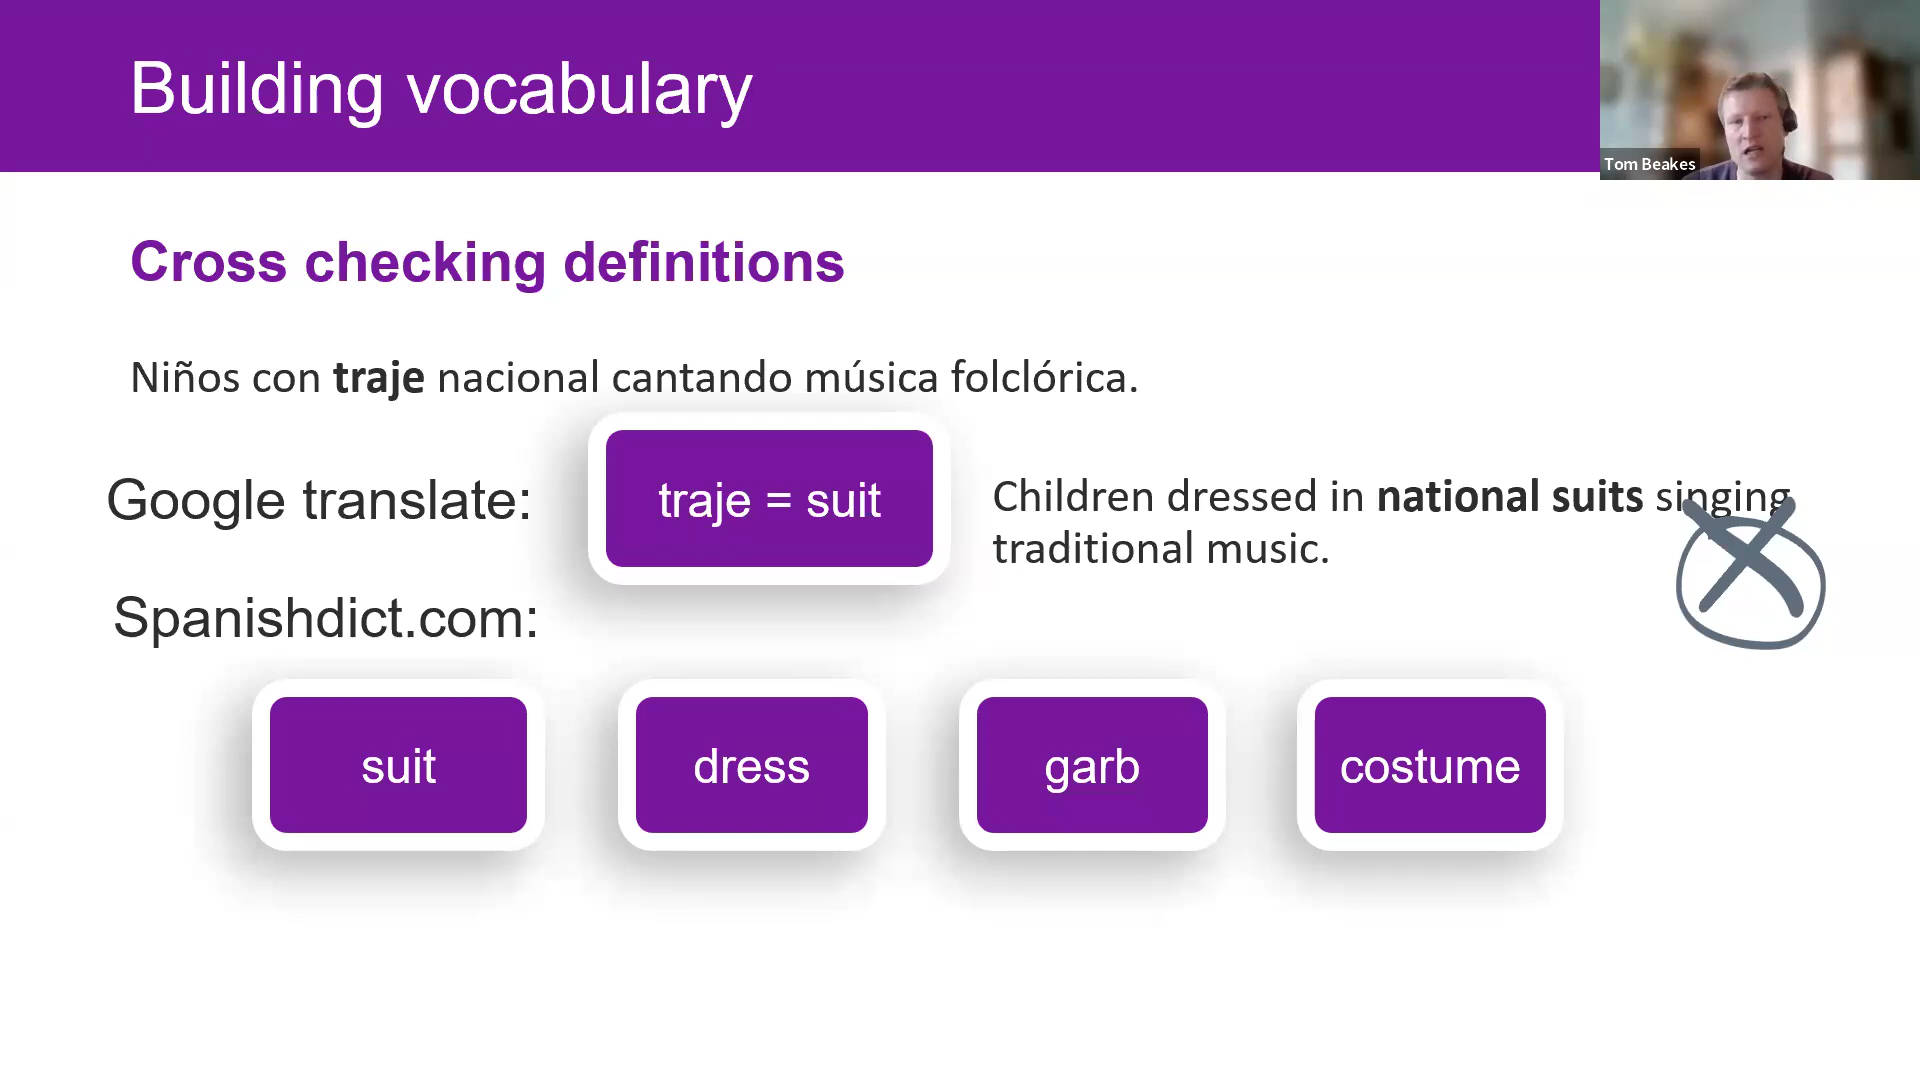 Building vocabulary
Tom Beakes
Cross checking definitions
Niños con traje nacional cantando música folclórica.
Google translate:
traje = suit
Children dressed in national suits singing
traditional music.
Spanishdict.com:
suit
dress
garb
costume